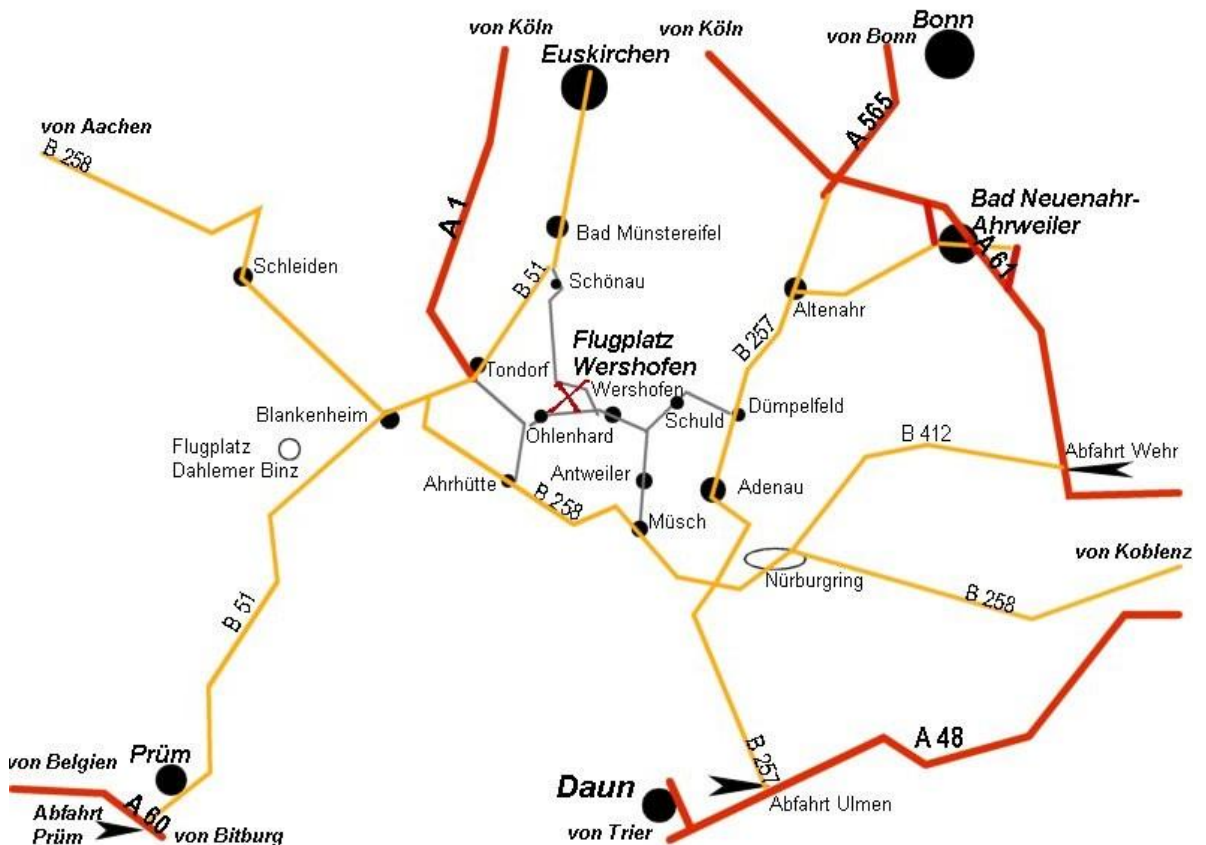 von Köln
Euskirchen
von Köln
von Bonn
Bonn
von Aachen
B 258
A 565
A 1
Bad Münstereifel
Bad Neuenahr-
Ahrweiler
A 61
Schleiden
B 51
Schönau
Altenahr
B 257
Flugplatz
Wershofen
Tondorf
Wershofen
Blankenheim
Ohlenhard
Schuld
Dümpelfeld
Flugplatz
Dahlemer Binz
B 412
Abfahrt Wehr
Ahrhütte
Antweiler
Adenau
B 258
Müsch
von Koblenz
Nürburgring
B 258
B 51
Prüm
von Belgien
A 60
Abfahrt
Prüm
von Bitburg
A 48
B 257
Daun
Abfahrt Ulmen
von Trier